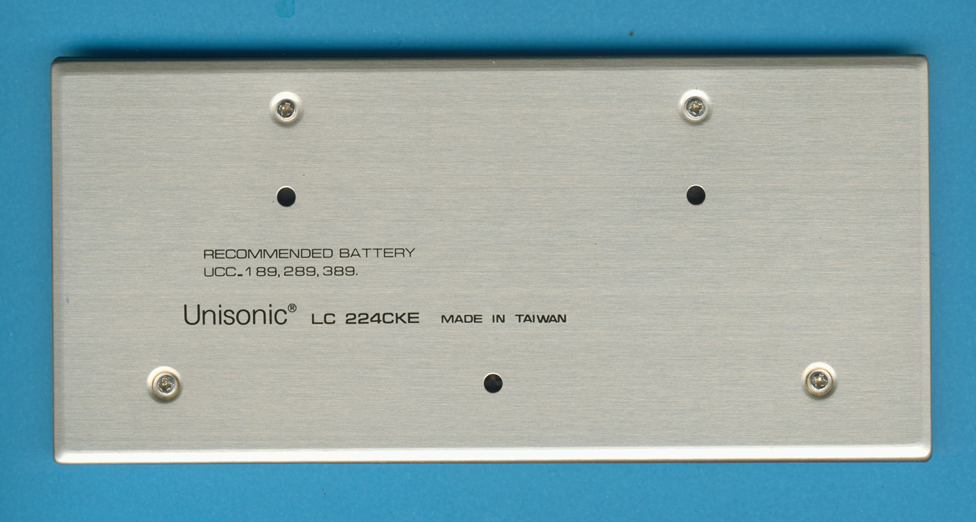 RECOMMENDED BATTERY
UCC-189,289,389.
Unisonic® LC 224CKE MADE IN TAIWAN